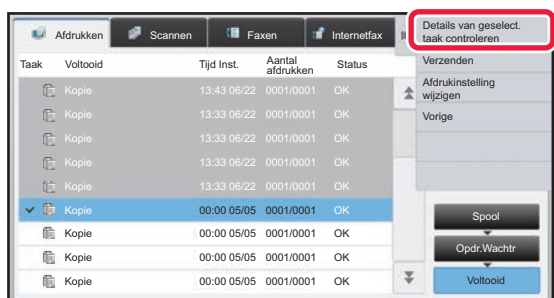 Afdrukken Scannen Faxen Internetfax
Taak Voltooid Tijd Inst. Aantal afdrukken Status
Kopie 13:43 06/22 0001/0001 OK
Kopie 13:33 06/22 0001/0001 OK
Kopie 13:33 06/22 0001/0001 OK
Kopie 13:33 06/22 0001/0001 OK
Kopie 13:33 06/22 0001/0001 OK
Kopie 00:00 05/05 0001/0001 OK
Kopie 00:00 05/05 0001/0001 OK
Kopie 00:00 05/05 0001/0001 OK
Kopie 00:00 05/05 0001/0001 OK
Details van geselect.
taak controleren
Verzenden
Afdrukinstelling
wijzigen
Vorige
Spool
Opdr.Wachtr
Voltooid